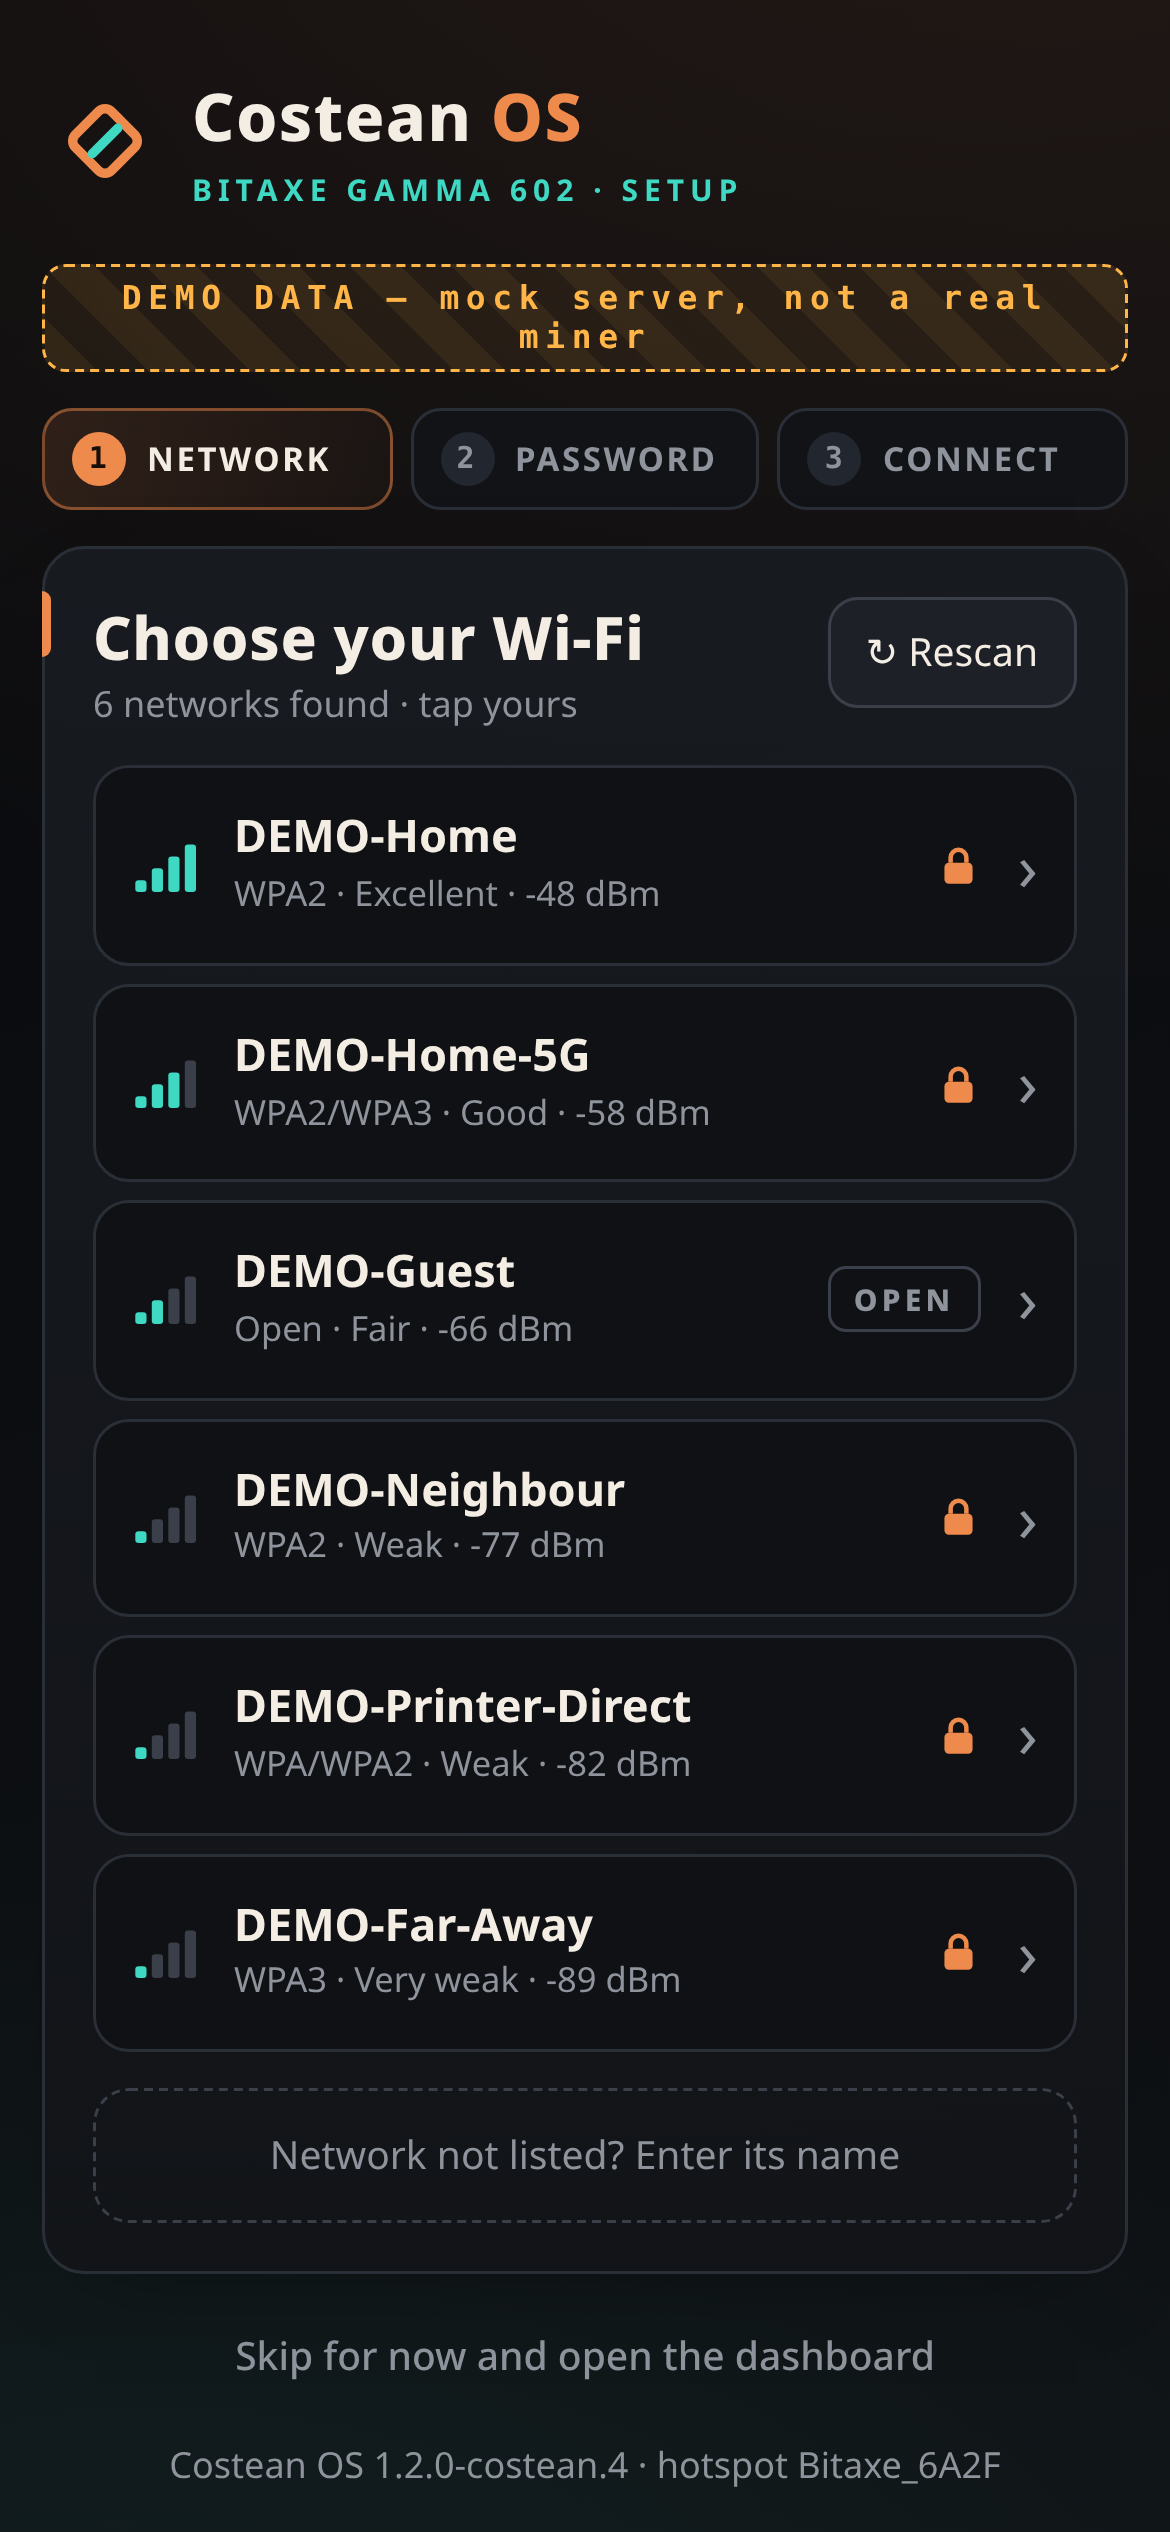 Costean OS
BITAXE GAMMA 602 · SETUP
DEMO DATA — mock server, not a real
miner
1 NETWORK
2 PASSWORD
3 CONNECT
Choose your Wi-Fi
↻ Rescan
6 networks found · tap yours
DEMO-Home
WPA2 · Excellent · -48 dBm
DEMO-Home-5G
WPA2/WPA3 · Good · -58 dBm
DEMO-Guest
Open · Fair · -66 dBm
OPEN
DEMO-Neighbour
WPA2 · Weak · -77 dBm
DEMO-Printer-Direct
WPA/WPA2 · Weak · -82 dBm
DEMO-Far-Away
WPA3 · Very weak · -89 dBm
Network not listed? Enter its name
Skip for now and open the dashboard
Costean OS 1.2.0-costean.4 · hotspot Bitaxe_6A2F